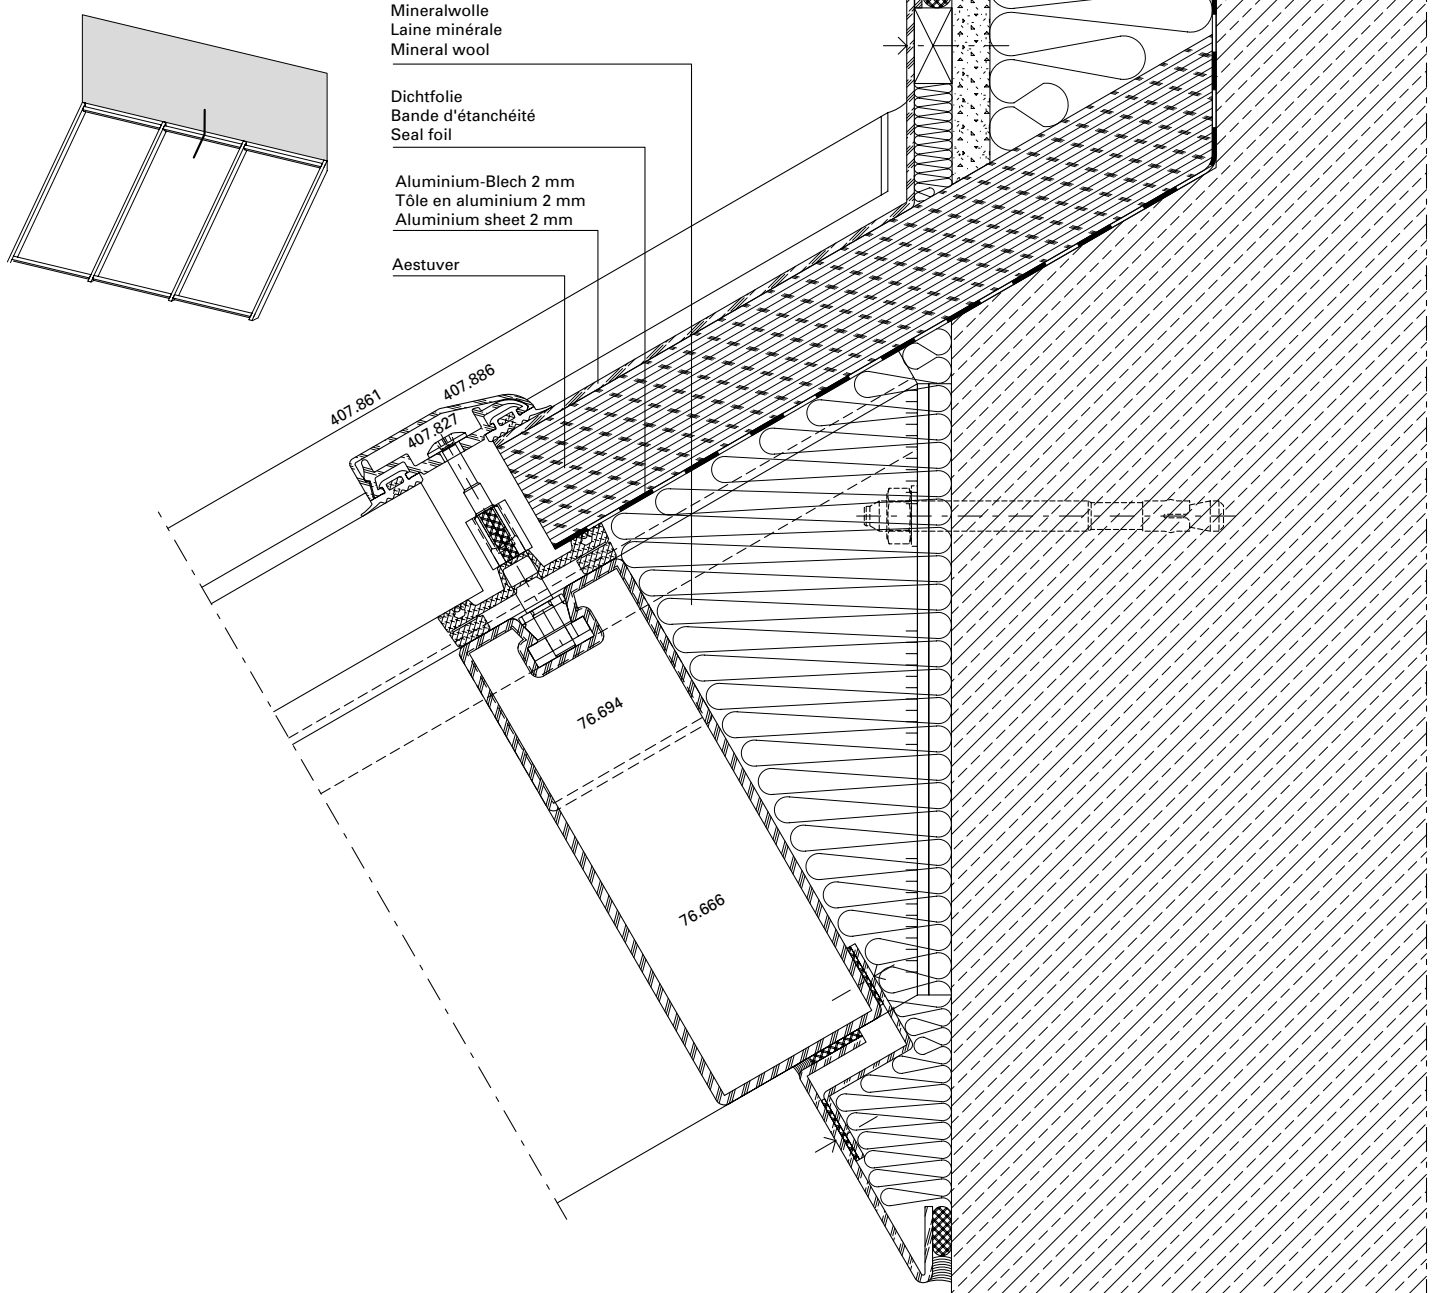 Mineralwolle
Laine minérale
Mineral wool
Dichtfolie
Bande d'étanchéité
Seal foil
Aluminium-Blech 2 mm
Tôle en aluminium 2 mm
Aluminium sheet 2 mm
Aestuver
407.861
407.886
407.827
76.694
76.666